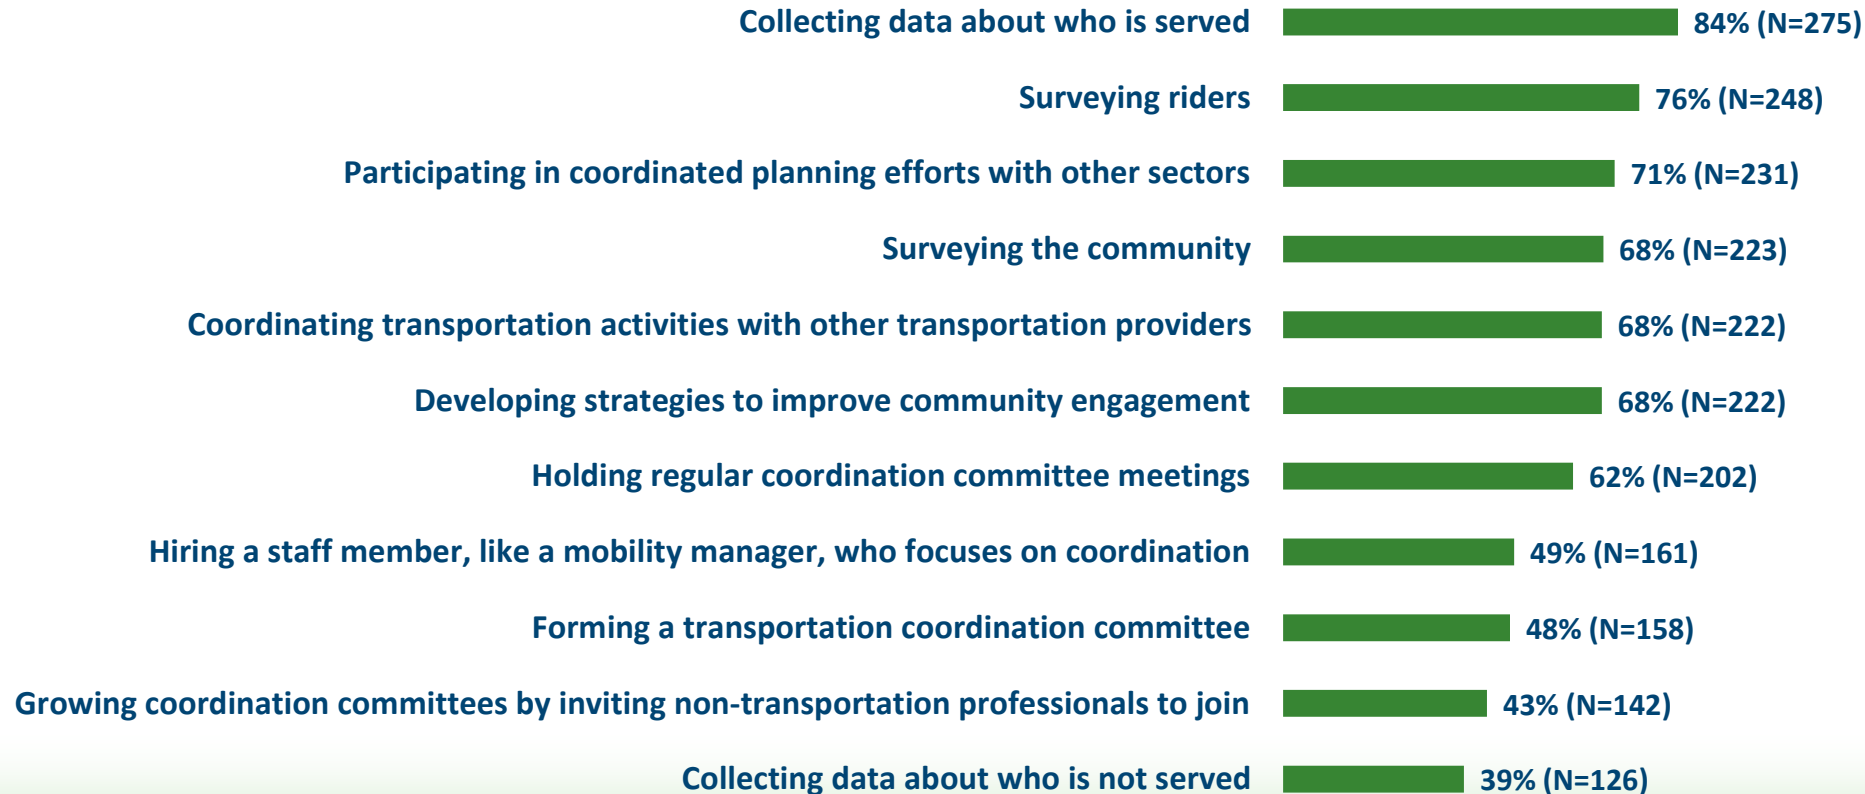 Collecting data about who is served 84% (N=275)
Surveying riders 76% (N=248)
Participating in coordinated planning efforts with other sectors 71% (N=231)
Surveying the community 68% (N=223)
Coordinating transportation activities with other transportation providers 68% (N=222)
Developing strategies to improve community engagement 68% (N=222)
Holding regular coordination committee meetings 62% (N=202)
Hiring a staff member, like a mobility manager, who focuses on coordination 49% (N=161)
Forming a transportation coordination committee 48% (N=158)
Growing coordination committees by inviting non-transportation professionals to join 43% (N=142)
Collecting data about who is not served 39% (N=126)